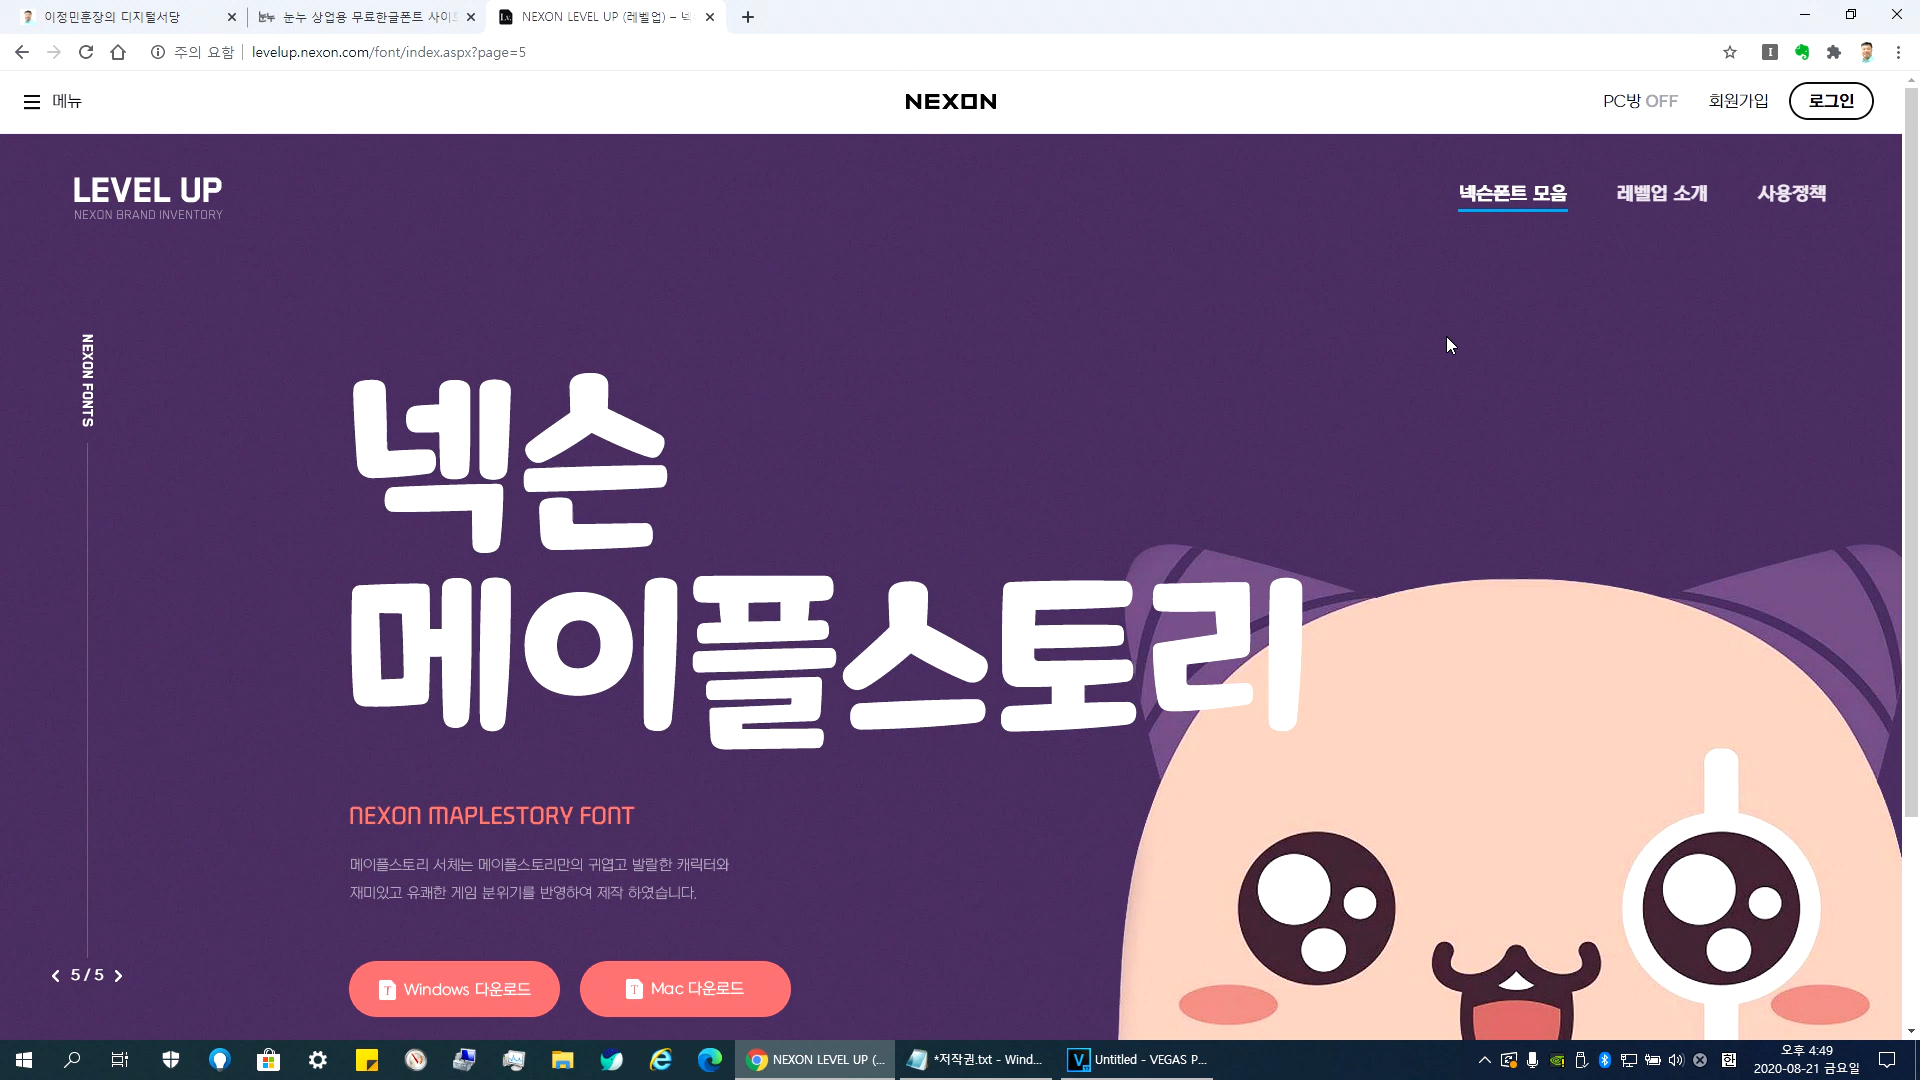 이정민훈장의 디지털서당
눈누 눈누 상업용 무료한글폰트 사이트
Lv. NEXON LEVEL UP (레벨업) – 넥
주의 요함 levelup.nexon.com/font/index.aspx?page=5
메뉴
NEXON
PC방 OFF
회원가입
로그인
LEVEL UP
NEXON BRAND INVENTORY
넥슨폰트 모음
레벨업 소개
사용정책
NEXON FONTS
넥슨
메이플스토리
NEXON MAPLESTORY FONT
메이플스토리 서체는 메이플스토리만의 귀엽고 발랄한 캐릭터와
재미있고 유쾌한 게임 분위기를 반영하여 제작 하였습니다.
5 / 5
Windows 다운로드
Mac 다운로드
NEXON LEVEL UP (...
*저작권.txt - Wind...
Untitled - VEGAS P...
한
오후 4:49
2020-08-21 금요일